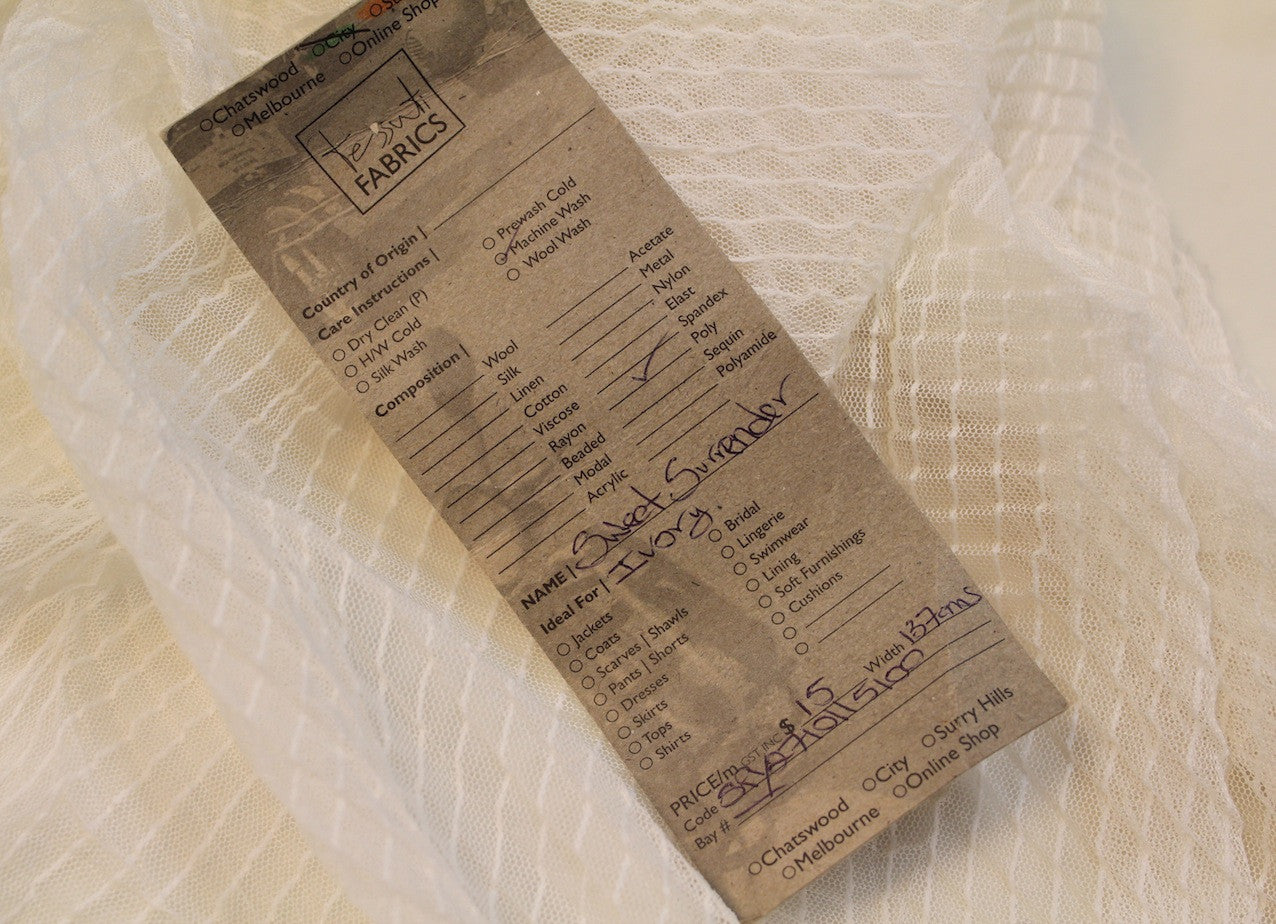 City
Chatswood
Online Shop
Melbourne
tessuti
FABRICS
Country of Origin |
Care Instructions |
Dry Clean (P)
H/W Cold
Silk Wash
Prewash Cold
Machine Wash
Wool Wash
Composition |
Wool
Silk
Linen
Cotton
Viscose
Rayon
Beaded
Modal
Acrylic
Acetate
Metal
Nylon
Elast
Spandex
Poly
Sequin
Polyamide
NAME | Sweet Surrender
Ivory.
Ideal For |
Jackets
Coats
Scarves | Shawls
Pants | Shorts
Dresses
Skirts
Tops
Shirts
Bridal
Lingerie
Swimwear
Lining
Soft Furnishings
Cushions
PRICE/m GST INC $ 15
Width 137cms
Code
Bay #
Chatswood
City
Surry Hills
Melbourne
Online Shop